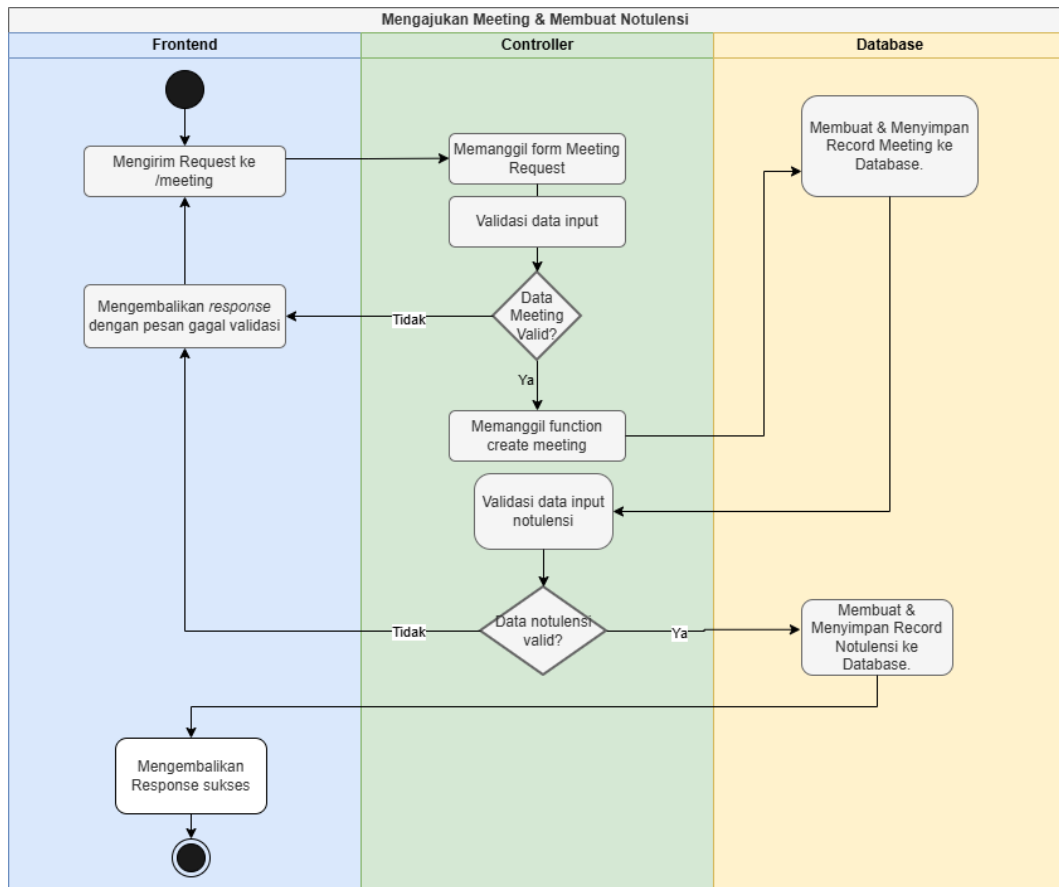 Mengajukan Meeting & Membuat Notulensi
Frontend
Controller
Database
Mengirim Request ke
/meeting
Memanggil form Meeting
Request
Membuat & Menyimpan
Record Meeting ke
Database.
Validasi data input
Mengembalikan response
dengan pesan gagal validasi
Tidak
Data
Meeting
Valid?
Ya
Memanggil function
create meeting
Validasi data input
notulensi
Tidak
Data notulensi
valid?
Ya
Membuat &
Menyimpan Record
Notulensi ke
Database.
Mengembalikan
Response sukses